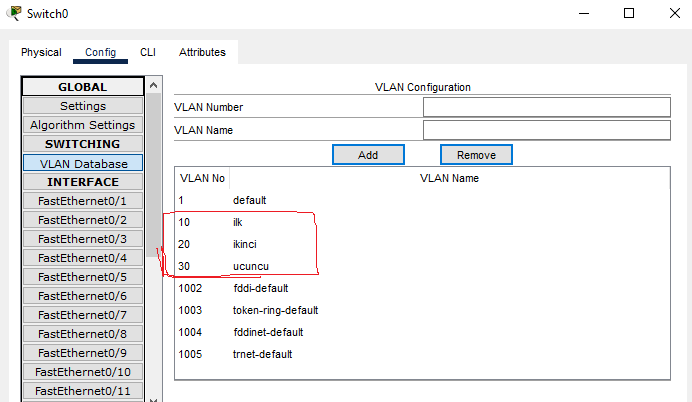 Switch0
Physical Config CLI Attributes
GLOBAL
Settings
Algorithm Settings
SWITCHING
VLAN Database
INTERFACE
FastEthernet0/1
FastEthernet0/2
FastEthernet0/3
FastEthernet0/4
FastEthernet0/5
FastEthernet0/6
FastEthernet0/7
FastEthernet0/8
FastEthernet0/9
FastEthernet0/10
FastEthernet0/11
VLAN Configuration
VLAN Number
VLAN Name
Add Remove
VLAN No VLAN Name
1 default
10 ilk
20 ikinci
30 ucuncu
1002 fddi-default
1003 token-ring-default
1004 fddinet-default
1005 trnet-default